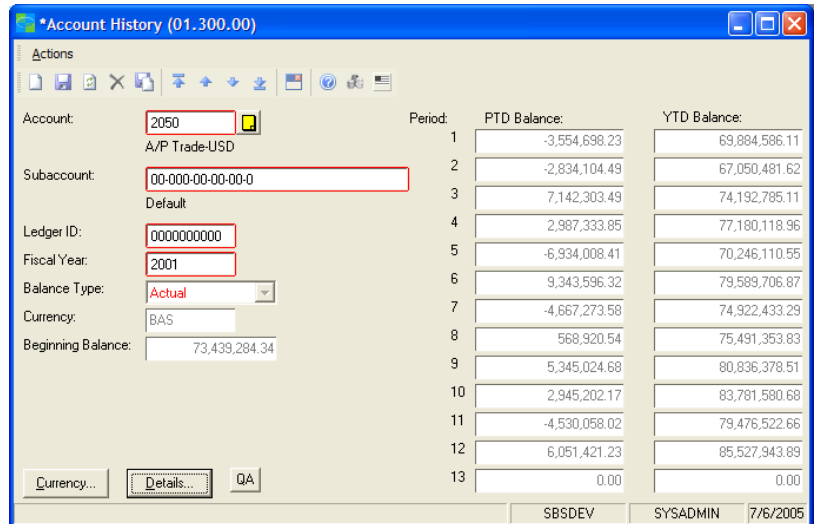 *Account History (01.300.00)
Actions
Account: 2050 Period: PTD Balance: YTD Balance:
A/P Trade-USD
1 -3,554,698.23 69,884,586.11
Subaccount: 00-000-00-00-00-0
2 -2,834,104.49 67,050,481.62
Default
3 7,142,303.49 74,192,785.11
Ledger ID: 0000000000
4 2,987,333.85 77,180,118.96
Fiscal Year: 2001
5 -6,934,008.41 70,246,110.55
Balance Type: Actual
6 9,343,596.32 79,589,706.87
Currency: BAS
7 -4,667,273.58 74,922,433.29
Beginning Balance: 73,439,284.34
8 568,920.54 75,491,353.83
9 5,345,024.68 80,836,378.51
10 2,945,202.17 83,781,580.68
11 -4,530,058.02 79,476,522.66
12 6,051,421.23 85,527,943.89
13 0.00 0.00
Currency... Details... QA
SBSDEV SYSADMIN 7/6/2005